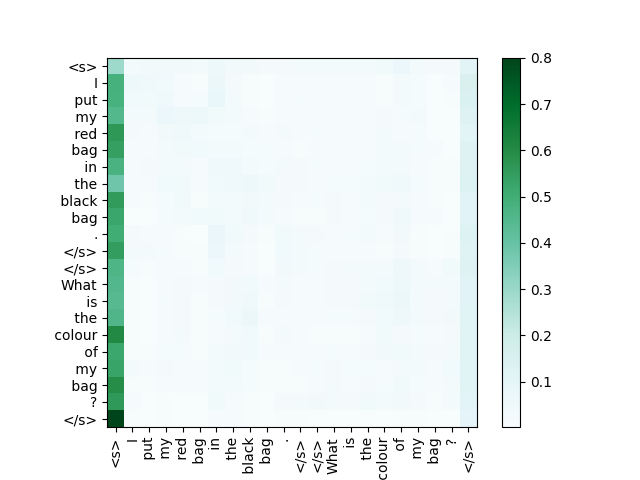 <s>
I
put
my
red
bag
in
the
black
bag
.
</s>
</s>
What
is
the
colour
of
my
bag
?
</s>
<s> I put my red bag in the black bag . </s> </s> What is the colour of my bag ? </s>
0.8
0.7
0.6
0.5
0.4
0.3
0.2
0.1